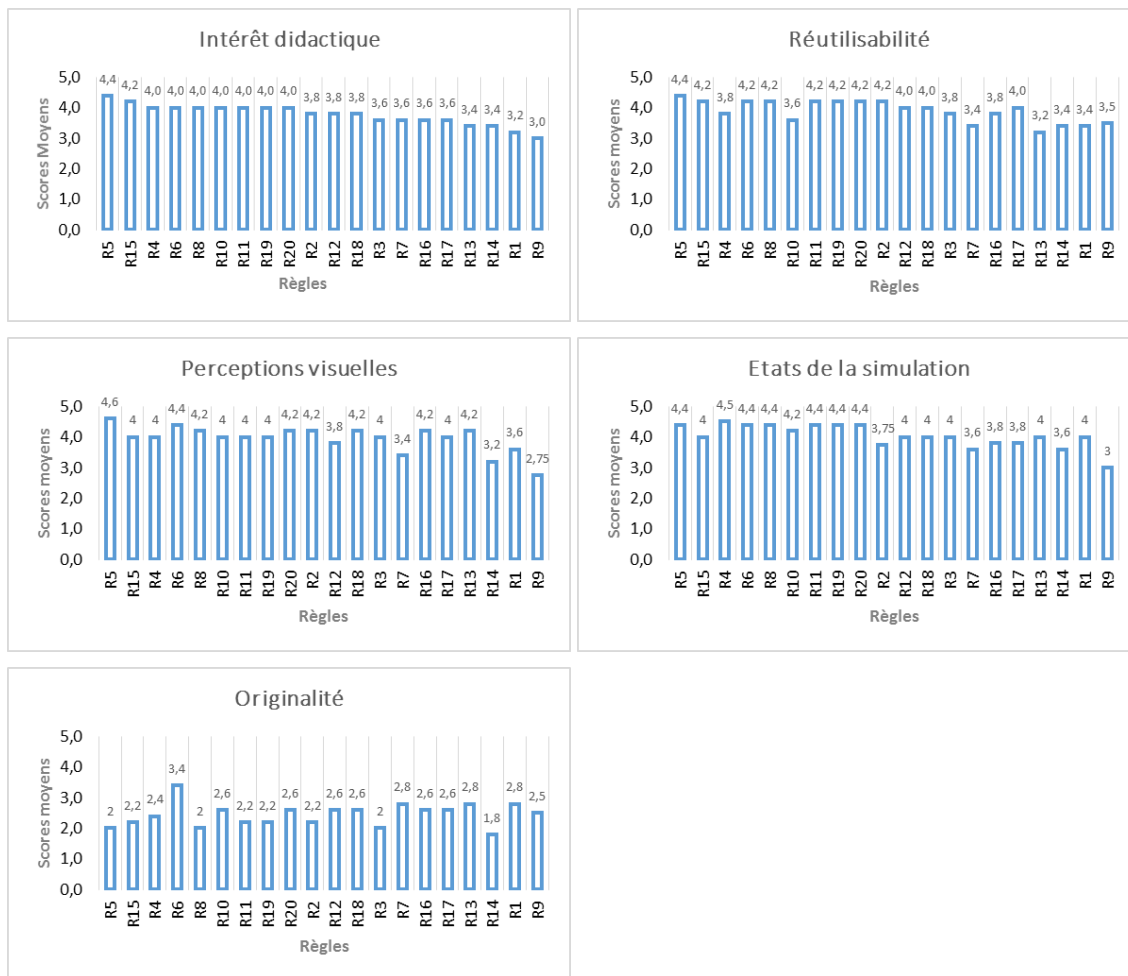 Intérêt didactique
Scores Moyens
5,0
4,0
3,0
2,0
1,0
0,0
4,4 4,2 4,0 4,0 4,0 4,0 4,0 4,0 4,0 3,8 3,8 3,8 3,6 3,6 3,6 3,6 3,4 3,4 3,2 3,0
R5 R15 R4 R6 R8 R10 R11 R19 R20 R2 R12 R18 R3 R7 R16 R17 R13 R14 R1 R9
Règles
Réutilisabilité
Scores moyens
5,0
4,0
3,0
2,0
1,0
0,0
4,4 4,2 3,8 4,2 4,2 3,6 4,2 4,2 4,2 4,2 4,0 4,0 3,8 3,4 3,8 4,0 3,2 3,4 3,4 3,5
R5 R15 R4 R6 R8 R10 R11 R19 R20 R2 R12 R18 R3 R7 R16 R17 R13 R14 R1 R9
Règles
Perceptions visuelles
Scores moyens
5,0
4,0
3,0
2,0
1,0
0,0
4,6 4 4 4,4 4,2 4 4 4 4,2 4,2 3,8 4,2 4 3,4 4,2 4 4,2 3,2 3,6 2,75
R5 R15 R4 R6 R8 R10 R11 R19 R20 R2 R12 R18 R3 R7 R16 R17 R13 R14 R1 R9
Règles
Etats de la simulation
Scores moyens
5,0
4,0
3,0
2,0
1,0
0,0
4,4 4 4,5 4,4 4,4 4,2 4,4 4,4 4,4 3,75 4 4 4 3,6 3,8 3,8 4 3,6 4 3
R5 R15 R4 R6 R8 R10 R11 R19 R20 R2 R12 R18 R3 R7 R16 R17 R13 R14 R1 R9
Règles
Originalité
Scores moyens
5,0
4,0
3,0
2,0
1,0
0,0
2 2,2 2,4 3,4 2 2,6 2,2 2,2 2,6 2,2 2,6 2,6 2 2,8 2,6 2,6 2,8 1,8 2,8 2,5
R5 R15 R4 R6 R8 R10 R11 R19 R20 R2 R12 R18 R3 R7 R16 R17 R13 R14 R1 R9
Règles